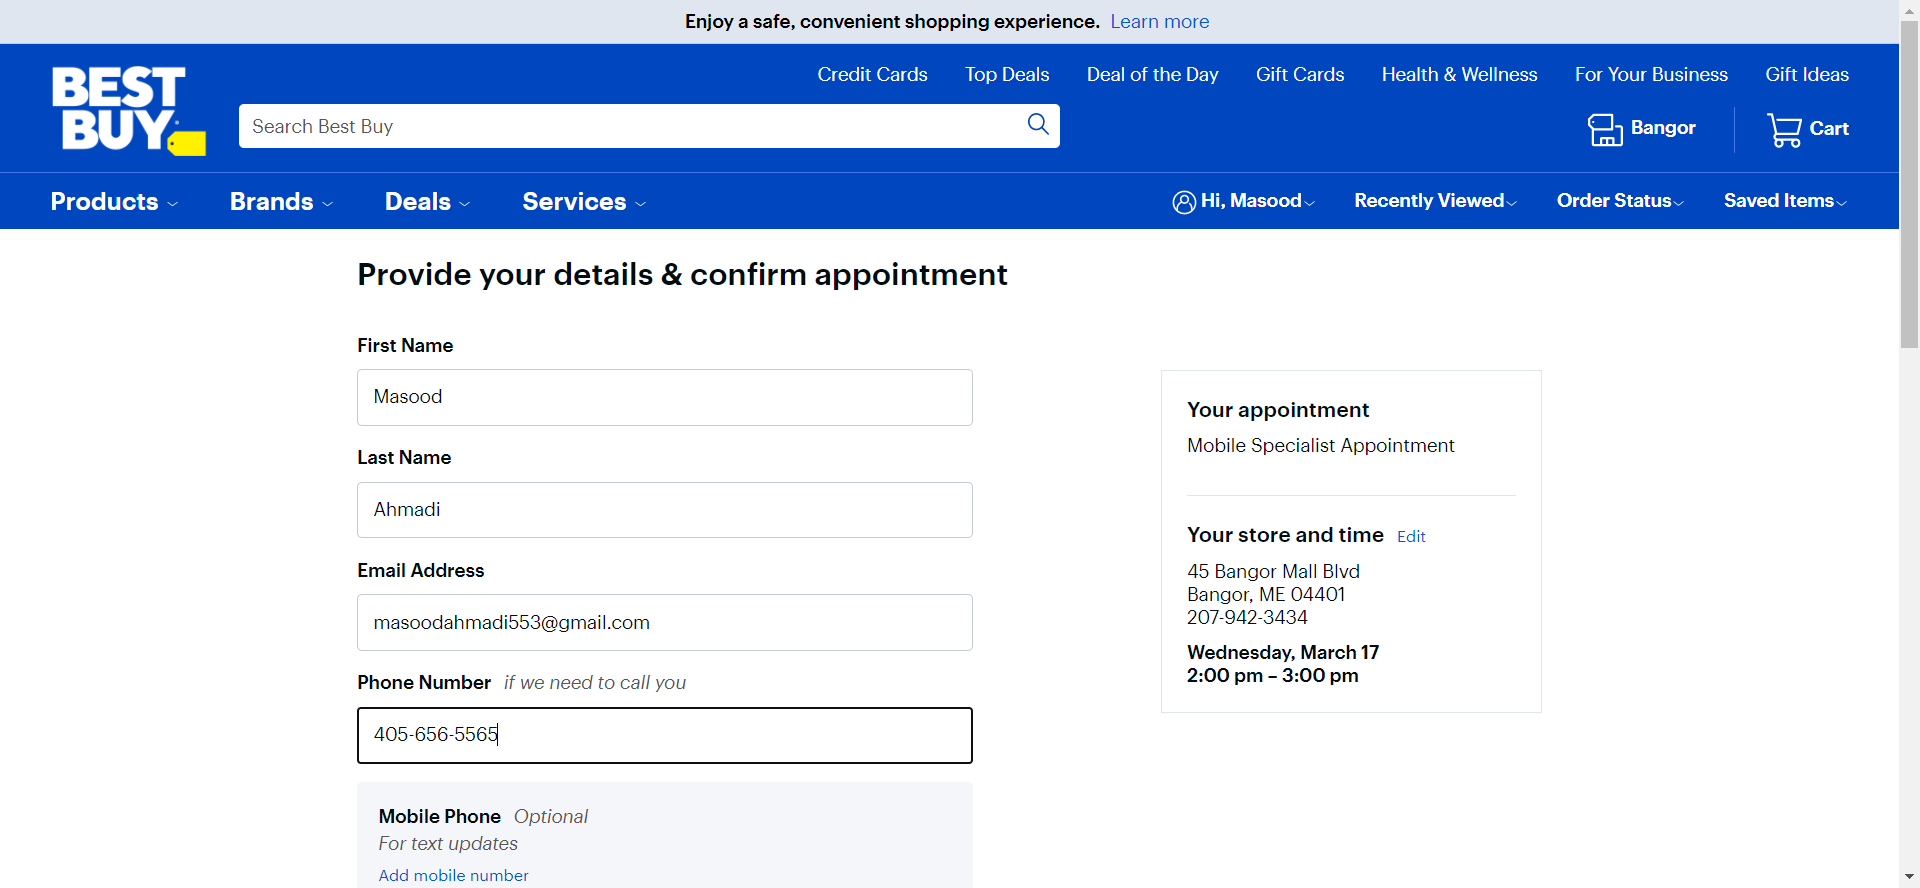 Enjoy a safe, convenient shopping experience. Learn more
BEST
BUY
Credit Cards Top Deals Deal of the Day Gift Cards Health & Wellness For Your Business Gift Ideas
Search Best Buy
Bangor
Cart
Products Brands Deals Services
Hi, Masood Recently Viewed Order Status Saved Items
Provide your details & confirm appointment
First Name
Masood
Last Name
Ahmadi
Email Address
masoodahmadi553@gmail.com
Phone Number if we need to call you
405-656-5565
Mobile Phone Optional
For text updates
Add mobile number
Your appointment
Mobile Specialist Appointment
Your store and time Edit
45 Bangor Mall Blvd
Bangor, ME 04401
207-942-3434
Wednesday, March 17
2:00 pm – 3:00 pm